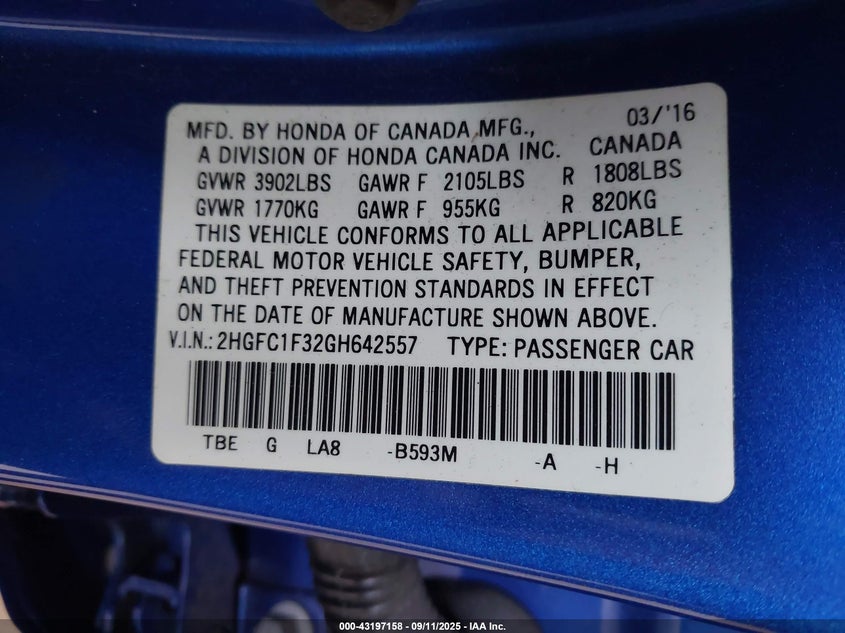 03/'16
MFD. BY HONDA OF CANADA MFG.,
A DIVISION OF HONDA CANADA INC. CANADA
GVWR 3902LBS GAWR F 2105LBS R 1808LBS
GVWR 1770KG GAWR F 955KG R 820KG
THIS VEHICLE CONFORMS TO ALL APPLICABLE
FEDERAL MOTOR VEHICLE SAFETY, BUMPER,
AND THEFT PREVENTION STANDARDS IN EFFECT
ON THE DATE OF MANUFACTURE SHOWN ABOVE.
V.I.N.: 2HGFC1F32GH642557 TYPE: PASSENGER CAR
TBE G LA8 -B593M -A -H
000-43197158 - 09/11/2025 - IAA Inc.